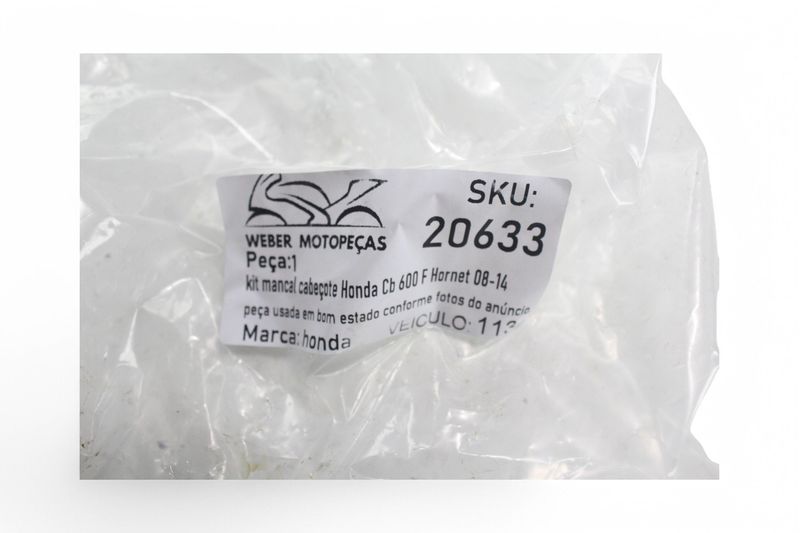 SKU:
20633
WEBER MOTOPEÇAS
Peça:1
kit mancal cabeçote Honda Cb 600 F Hornet 08-14
peça usada em bom estado conforme fotos do anúncio
Marca: honda VEÍCULO: 113